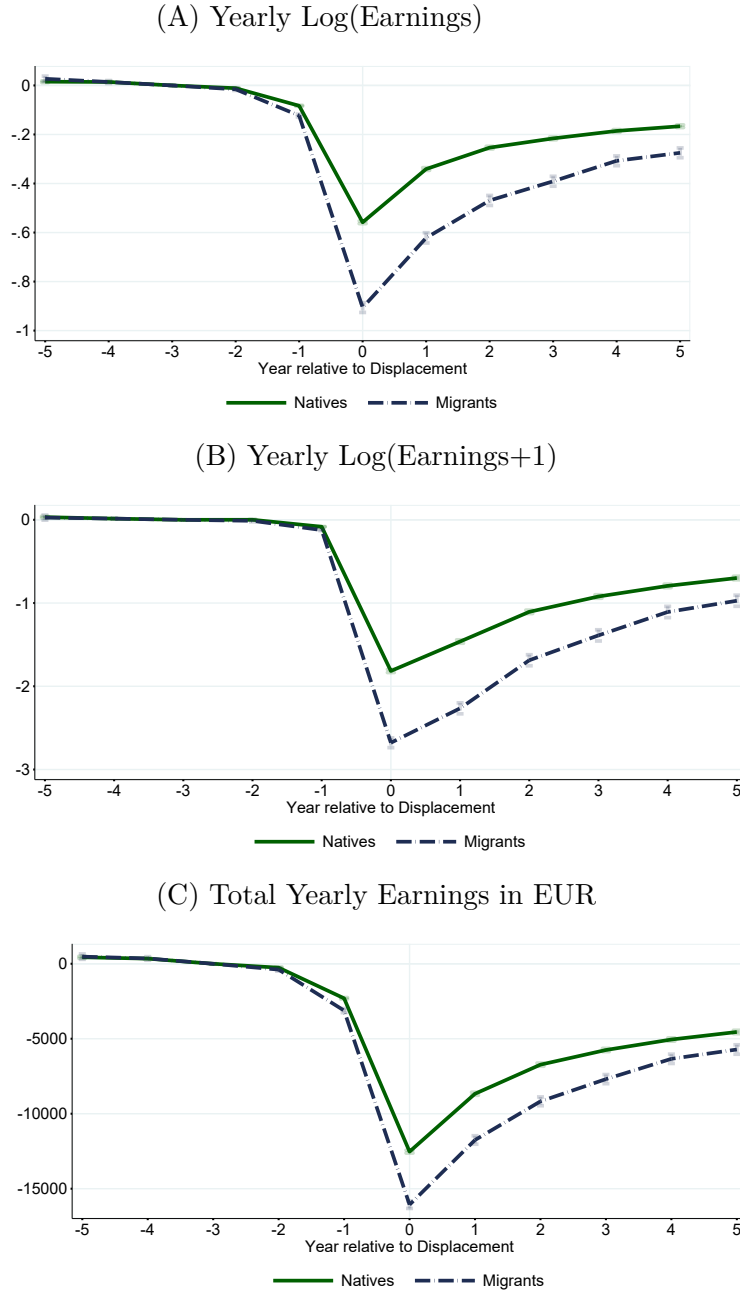 (A) Yearly Log(Earnings)
0
-.2
-.4
-.6
-.8
-1
-5 -4 -3 -2 -1 0 1 2 3 4 5
Year relative to Displacement
Natives Migrants
(B) Yearly Log(Earnings+1)
0
-1
-2
-3
-5 -4 -3 -2 -1 0 1 2 3 4 5
Year relative to Displacement
Natives Migrants
(C) Total Yearly Earnings in EUR
0
-5000
-10000
-15000
-5 -4 -3 -2 -1 0 1 2 3 4 5
Year relative to Displacement
Natives Migrants